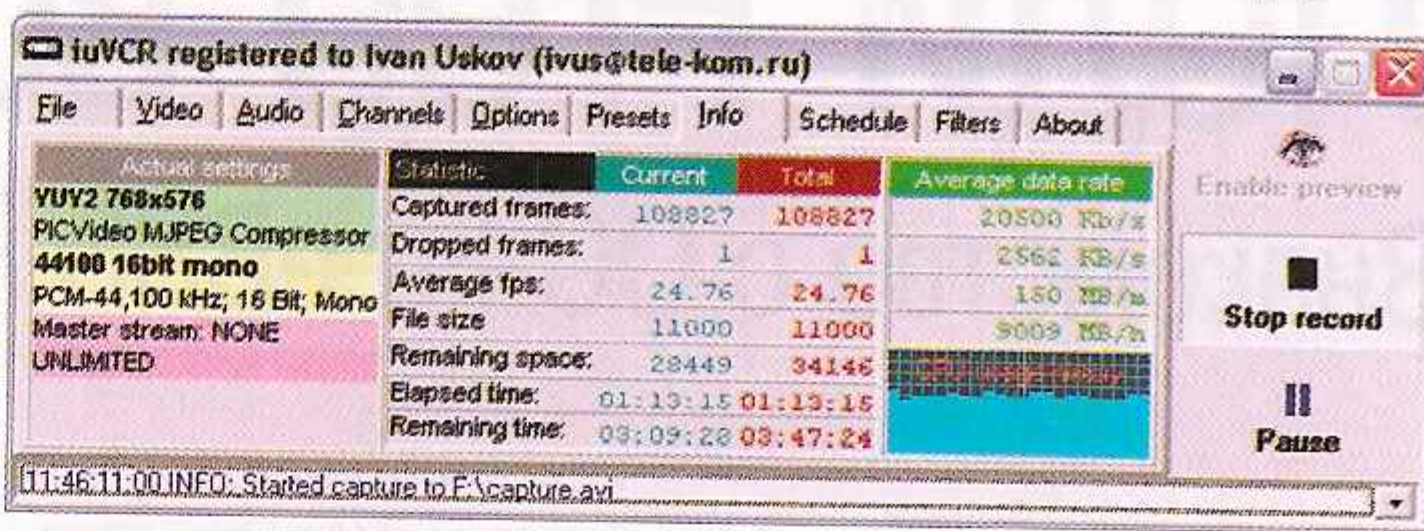 iuVCR registered to Ivan Uskov (ivus@tele-kom.ru)
File Video Audio Channels Options Presets Info Schedule Filters About
Actual settings
YUY2 768x576
PICVideo MJPEG Compressor
44100 16bit mono
PCM-44,100 kHz; 16 Bit; Mono
Master stream: NONE
UNLIMITED
Statistic Current Total
Captured frames: 108827 108827
Dropped frames: 1 1
Average fps: 24.76 24.76
File size 11000 11000
Remaining space: 28449 34146
Elapsed time: 01:13:15 01:13:15
Remaining time: 03:09:28 03:47:24
Average data rate
20500 Kb/s
2562 KB/s
150 MB/m
9009 MB/h
Enable preview
Stop record
Pause
11:46:11:00 INFO: Started capture to F:\capture.avi